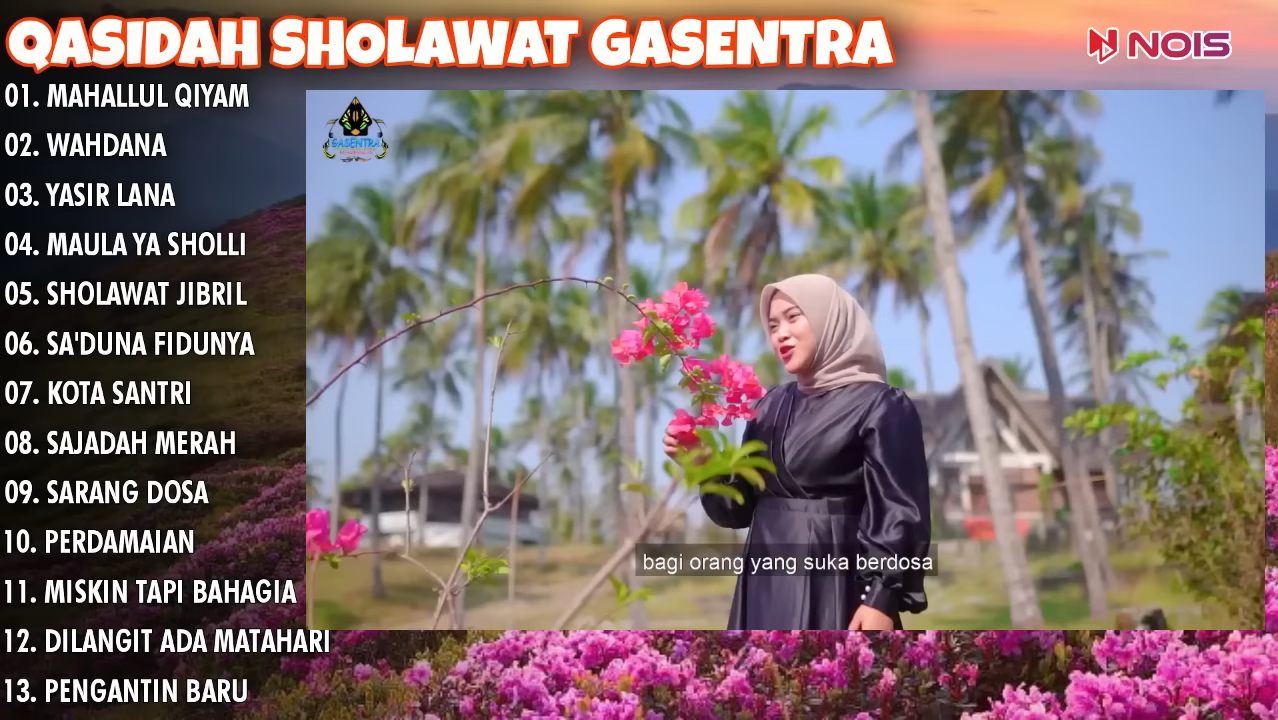 QASIDAH SHOLAWAT GASENTRA
NOIS
01. MAHALLUL QIYAM
02. WAHDANA
03. YASIR LANA
04. MAULA YA SHOLLI
05. SHOLAWAT JIBRIL
06. SA'DUNA FIDUNYA
07. KOTA SANTRI
08. SAJADAH MERAH
09. SARANG DOSA
10. PERDAMAIAN
11. MISKIN TAPI BAHAGIA
12. DILANGIT ADA MATAHARI
13. PENGANTIN BARU
GASENTRA
bagi orang yang suka berdosa